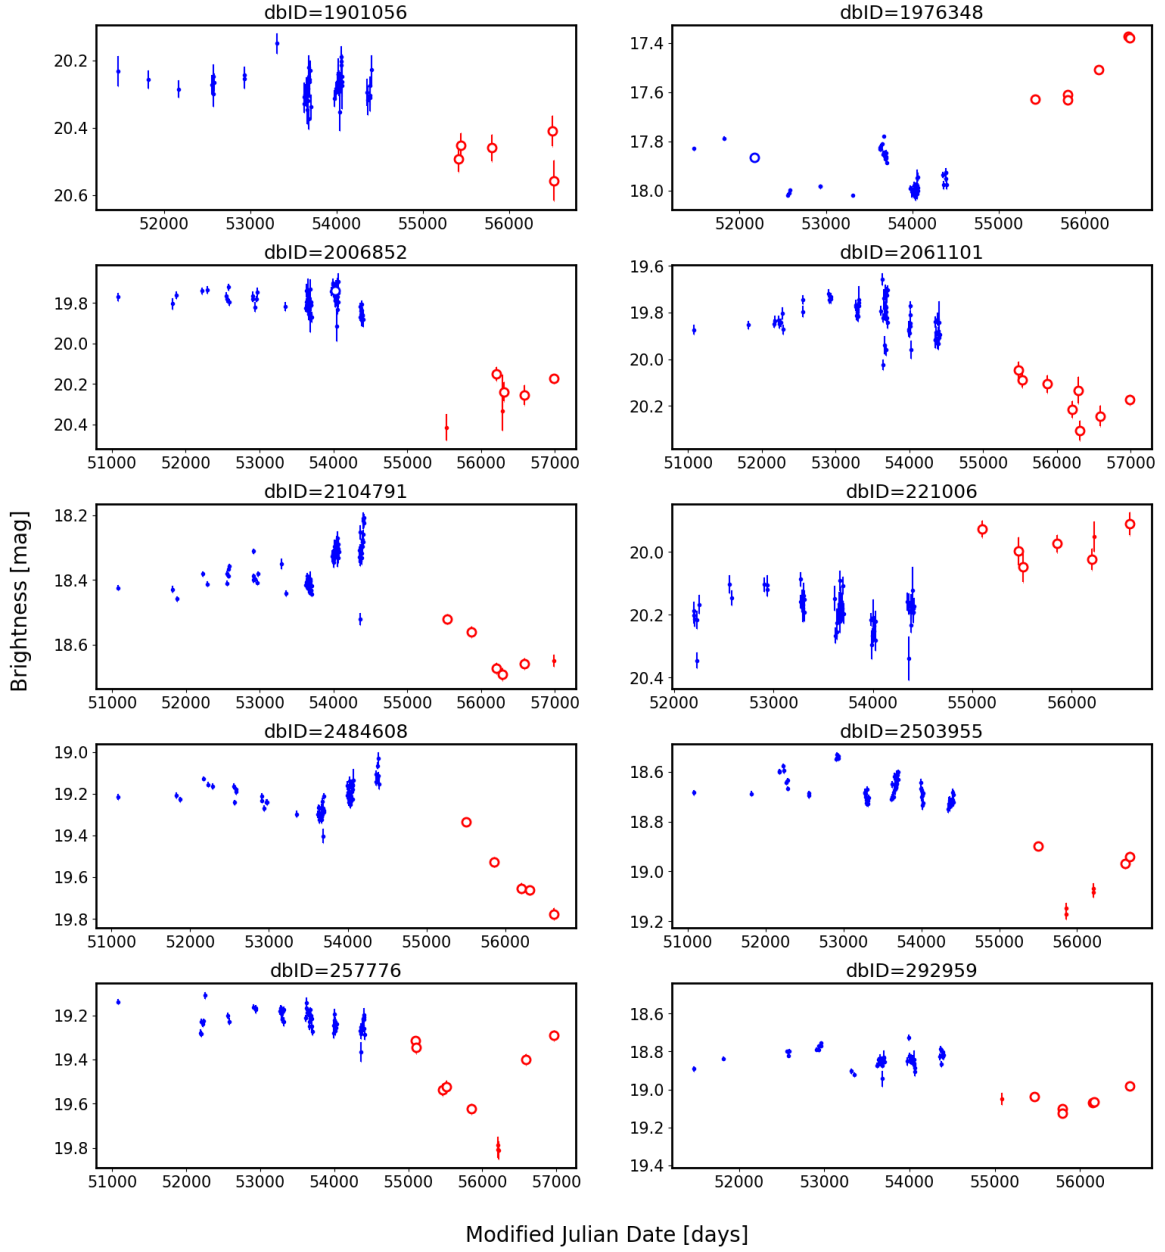 dbID=1901056
20.2
20.4
20.6
52000 53000 54000 55000 56000
dbID=1976348
17.4
17.6
17.8
18.0
52000 53000 54000 55000 56000
dbID=2006852
19.8
20.0
20.2
20.4
51000 52000 53000 54000 55000 56000 57000
dbID=2061101
19.6
19.8
20.0
20.2
51000 52000 53000 54000 55000 56000 57000
dbID=2104791
18.2
18.4
18.6
51000 52000 53000 54000 55000 56000 57000
dbID=221006
20.0
20.2
20.4
52000 53000 54000 55000 56000
dbID=2484608
19.0
19.2
19.4
19.6
19.8
51000 52000 53000 54000 55000 56000
dbID=2503955
18.6
18.8
19.0
19.2
51000 52000 53000 54000 55000 56000
dbID=257776
19.2
19.4
19.6
19.8
51000 52000 53000 54000 55000 56000 57000
dbID=292959
18.6
18.8
19.0
19.2
19.4
52000 53000 54000 55000 56000
Brightness [mag]
Modified Julian Date [days]